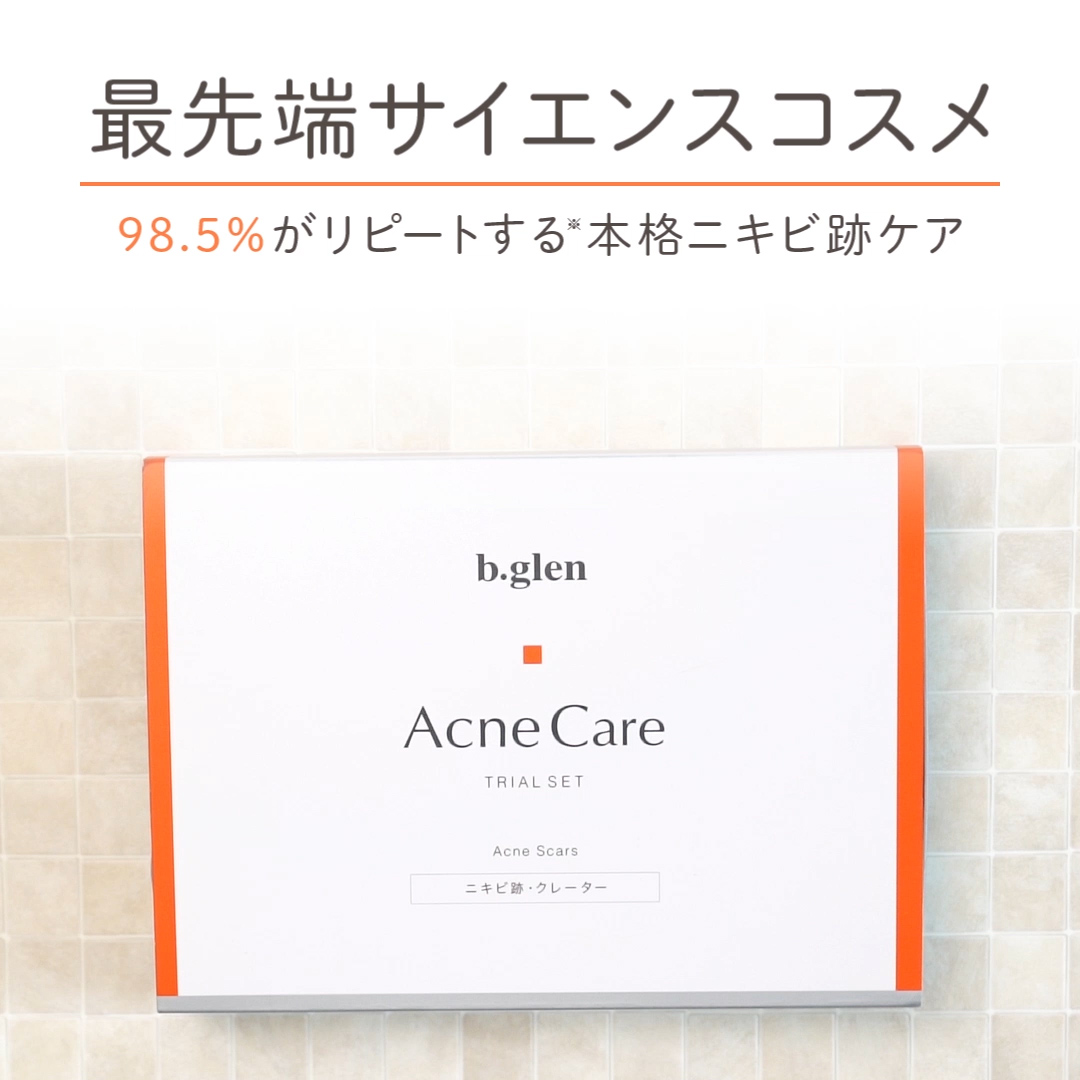 最先端サイエンスコスメ
98.5%がリピートする※本格ニキビ跡ケア
b.glen
Acne Care
TRIAL SET
Acne Scars
ニキビ跡・クレーター